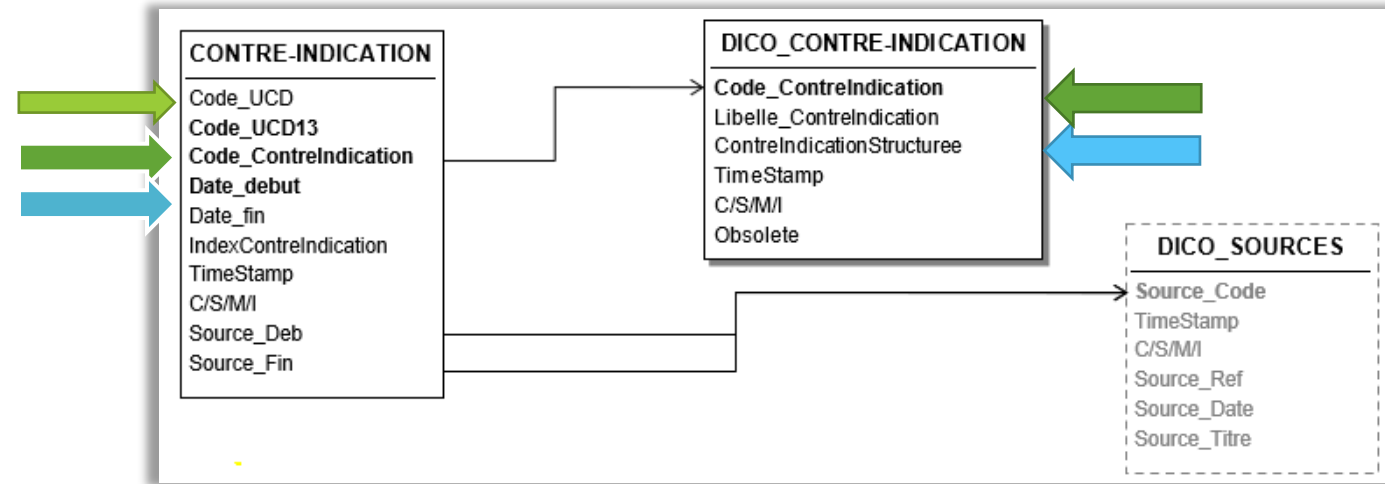 CONTRE-INDICATION
Code_UCD
Code_UCD13
Code_ContreIndication
Date_debut
Date_fin
IndexContreIndication
TimeStamp
C/S/M/I
Source_Deb
Source_Fin
DICO_CONTRE-INDICATION
Code_ContreIndication
Libelle_ContreIndication
ContreIndicationStructuree
TimeStamp
C/S/M/I
Obsolete
DICO_SOURCES
Source_Code
TimeStamp
C/S/M/I
Source_Ref
Source_Date
Source_Titre